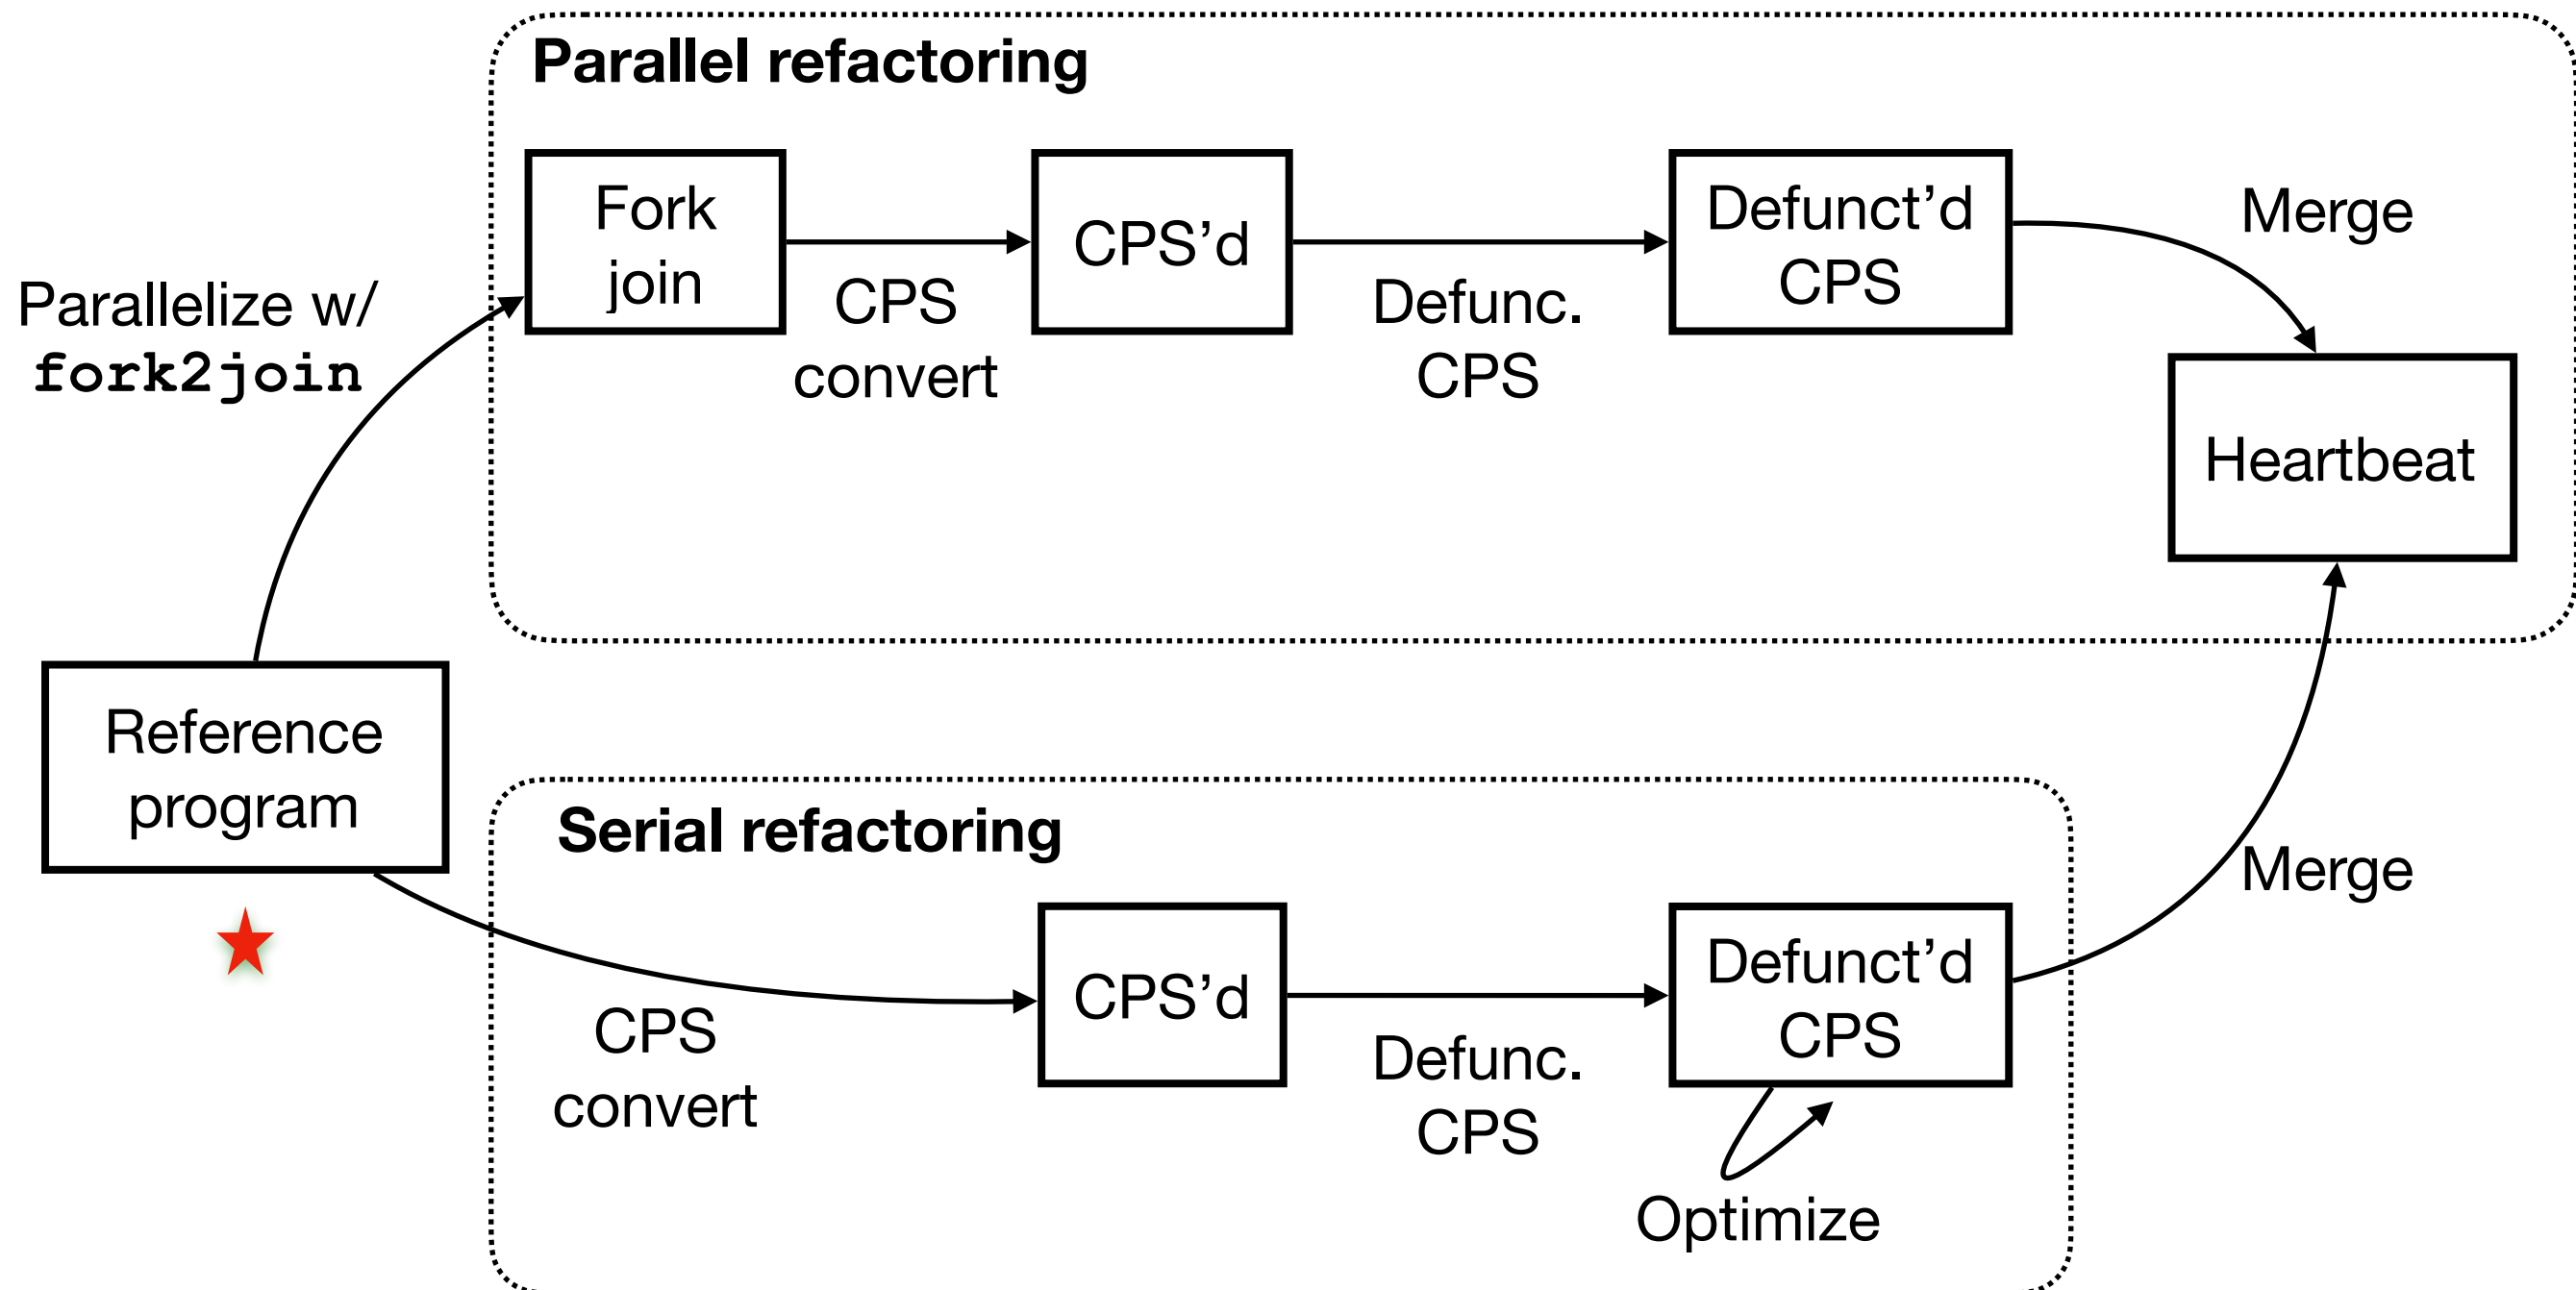 Parallel refactoring
Fork
join
CPS'd
Defunct'd
CPS
Merge
Parallelize w/
fork2join
CPS
convert
Defunc.
CPS
Heartbeat
Reference
program
Serial refactoring
Merge
CPS'd
Defunct'd
CPS
CPS
convert
Defunc.
CPS
Optimize